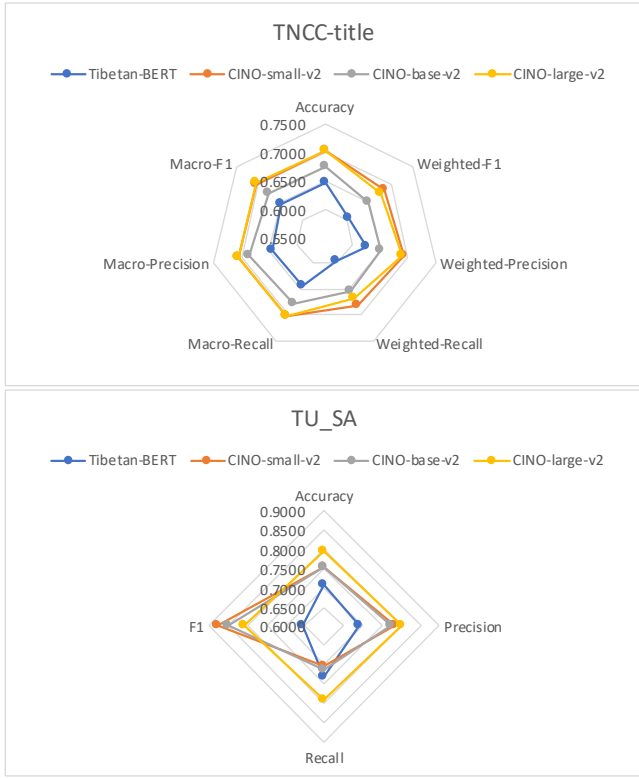 TNCC-title
Tibetan-BERT CINO-small-v2 CINO-base-v2 CINO-large-v2
Accuracy
0.7500
0.7000
0.6500
0.6000
0.5500
Macro-F1
Weighted-F1
Macro-Precision
Weighted-Precision
Macro-Recall
Weighted-Recall
TU_SA
Tibetan-BERT CINO-small-v2 CINO-base-v2 CINO-large-v2
Accuracy
0.9000
0.8500
0.8000
0.7500
0.7000
0.6500
0.6000
F1
Precision
Recall